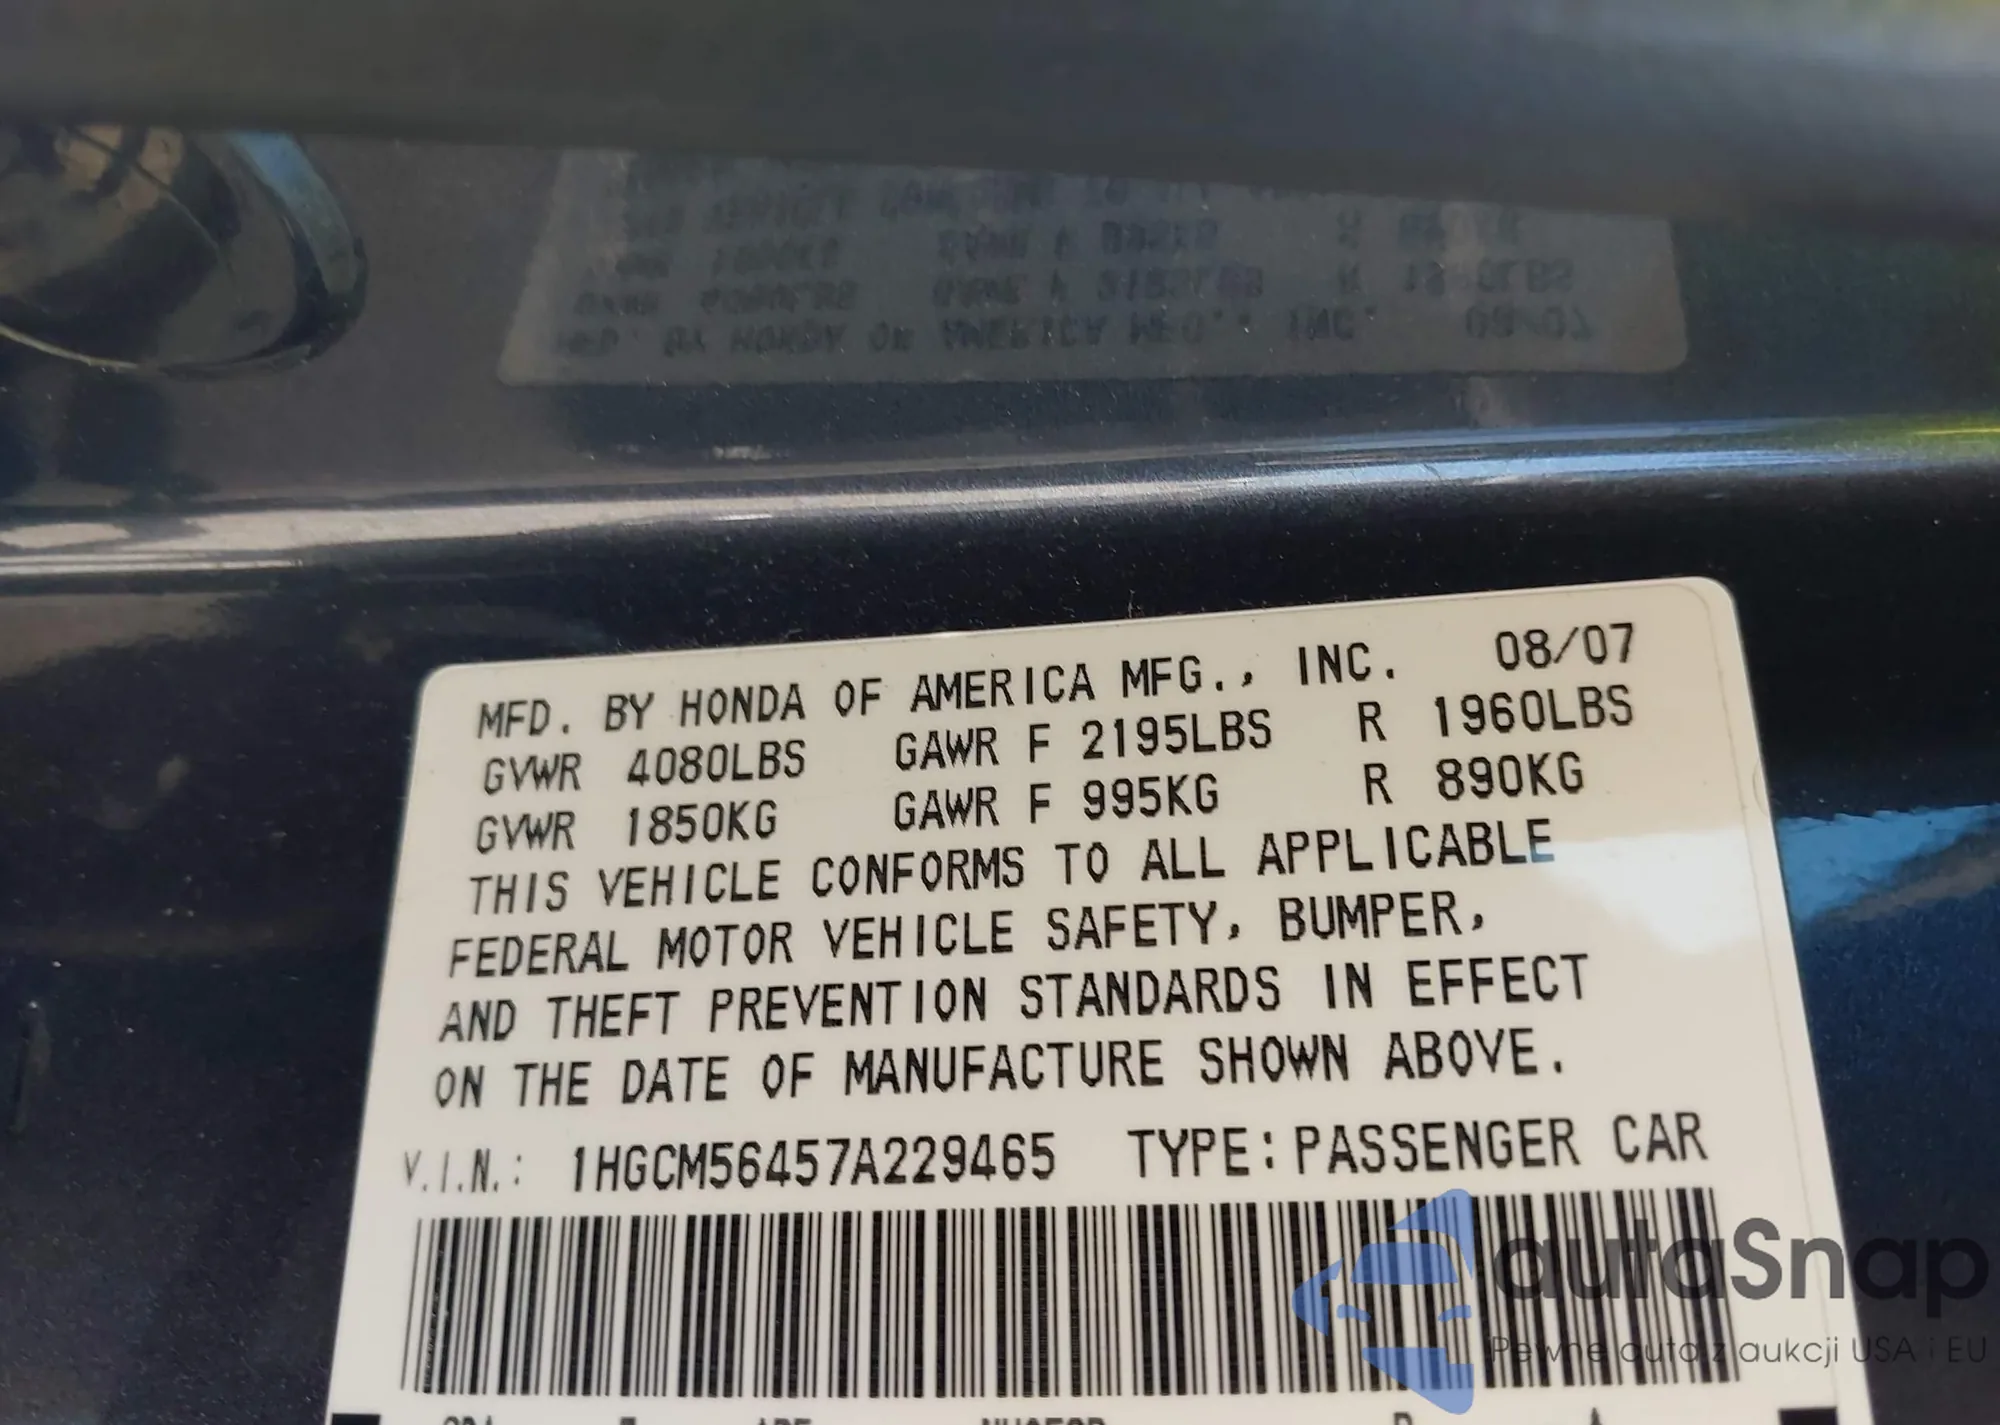 MFD. BY HONDA OF AMERICA MFG., INC. 08/07
GVWR 4080LBS GAWR F 2195LBS R 1960LBS
GVWR 1850KG GAWR F 995KG R 890KG
THIS VEHICLE CONFORMS TO ALL APPLICABLE
FEDERAL MOTOR VEHICLE SAFETY, BUMPER,
AND THEFT PREVENTION STANDARDS IN EFFECT
ON THE DATE OF MANUFACTURE SHOWN ABOVE.
V.I.N.: 1HGCM56457A229465 TYPE: PASSENGER CAR
autaSnap
Pewne auta z aukcji USA i EU